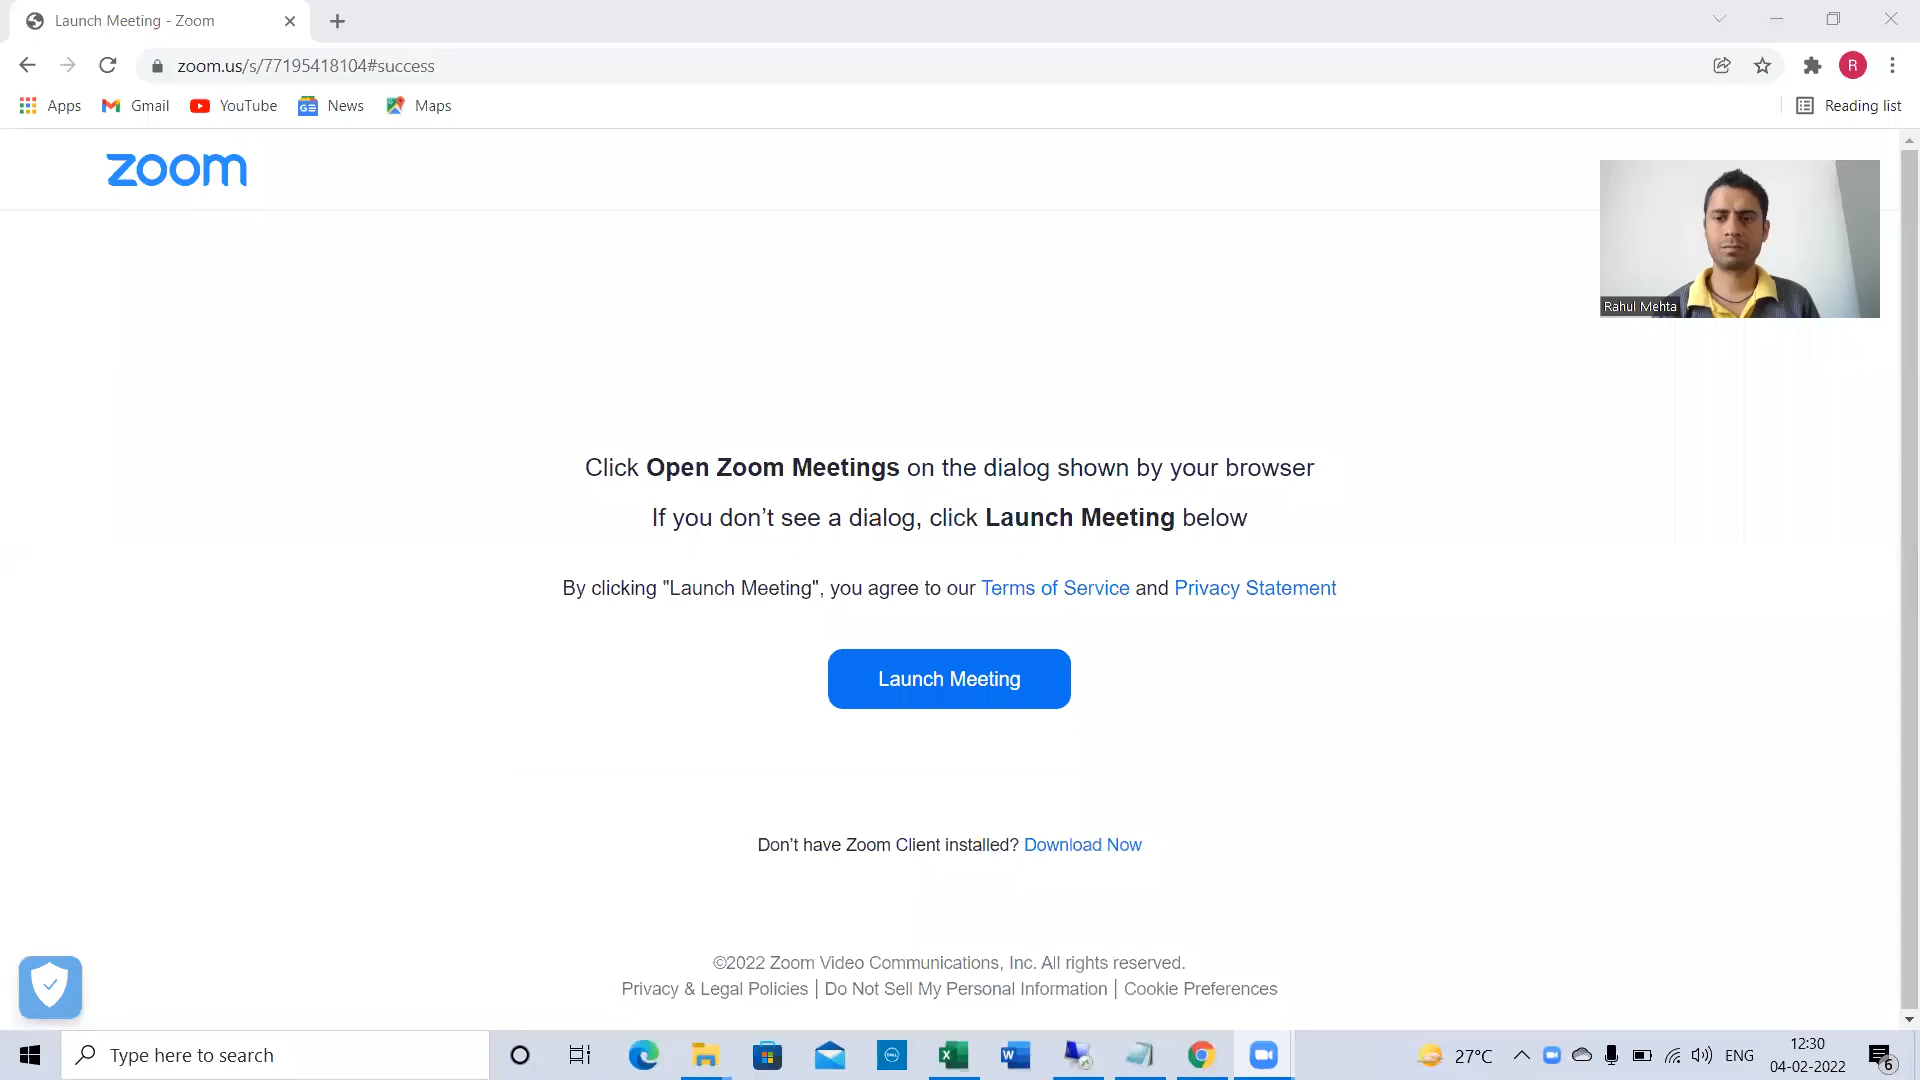 Launch Meeting - Zoom
zoom.us/s/77195418104#success
R
Apps Gmail YouTube News Maps Reading list
zoom
Rahul Mehta
Click Open Zoom Meetings on the dialog shown by your browser
If you don’t see a dialog, click Launch Meeting below
By clicking "Launch Meeting", you agree to our Terms of Service and Privacy Statement
Launch Meeting
Don’t have Zoom Client installed? Download Now
©2022 Zoom Video Communications, Inc. All rights reserved.
Privacy & Legal Policies | Do Not Sell My Personal Information | Cookie Preferences
Type here to search
27°C
ENG
12:30
04-02-2022
6